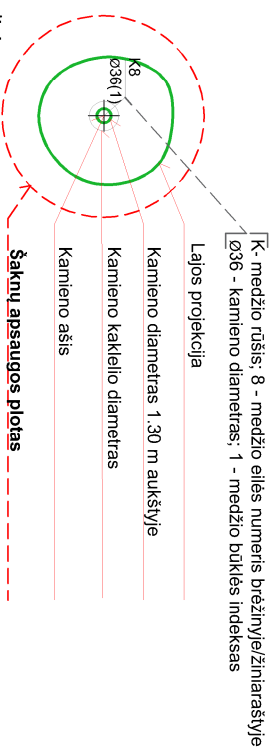 K- medžio rūšis; 8 - medžio eilės numeris brėžinyje/žiniaraštyje
Ø36 - kamieno diametras; 1 - medžio būklės indeksas
K8
Ø36(1)
Lajos projekcija
Kamieno diametras 1.30 m aukštyje
Kamieno kaklelio diametras
Kamieno ašis
Šaknų apsaugos plotas